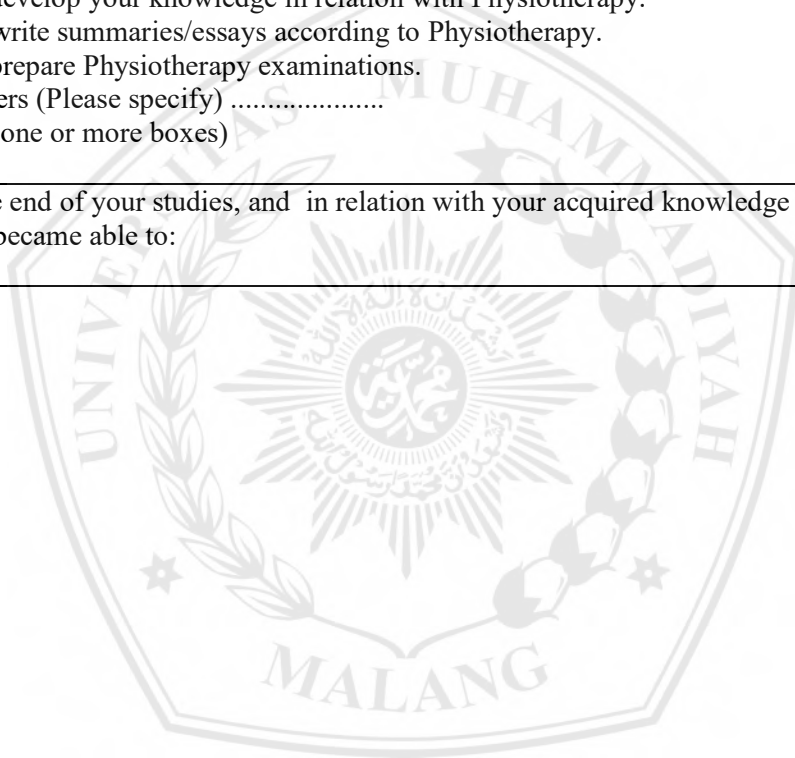 develop your knowledge in relation with Physiotherapy.
write summaries/essays according to Physiotherapy.
prepare Physiotherapy examinations.
ers (Please specify) .....................
one or more boxes)
e end of your studies, and  in relation with your acquired knowledge
became able to:
UNIVERSITAS MUHAMMADIYAH
MALANG